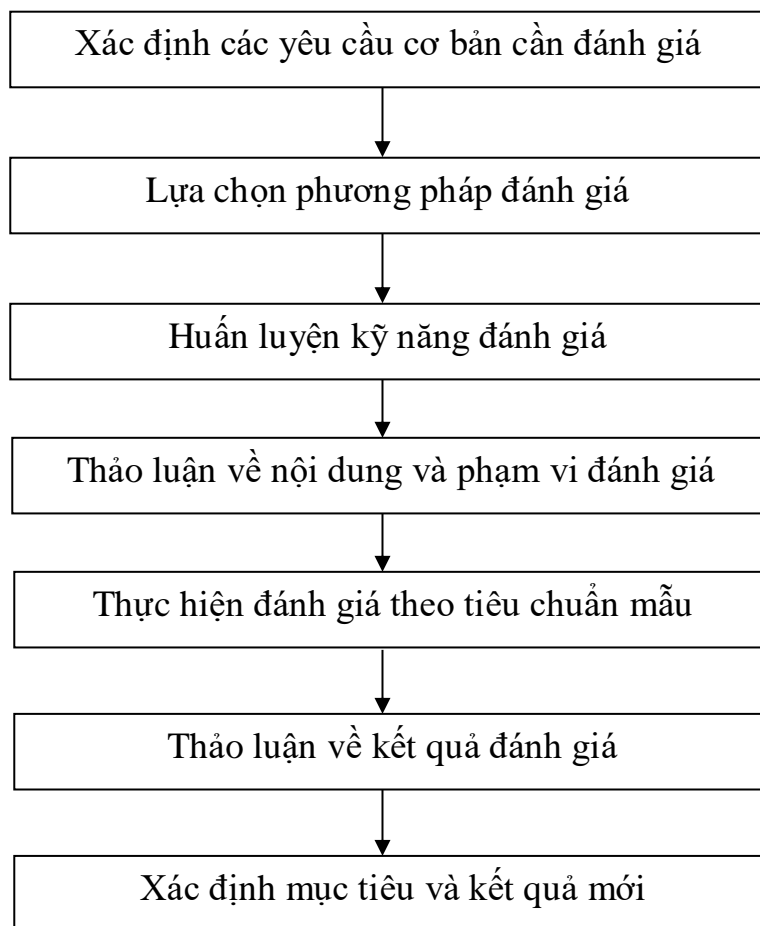 Xác định các yêu cầu cơ bản cần đánh giá
Lựa chọn phương pháp đánh giá
Huấn luyện kỹ năng đánh giá
Thảo luận về nội dung và phạm vi đánh giá
Thực hiện đánh giá theo tiêu chuẩn mẫu
Thảo luận về kết quả đánh giá
Xác định mục tiêu và kết quả mới